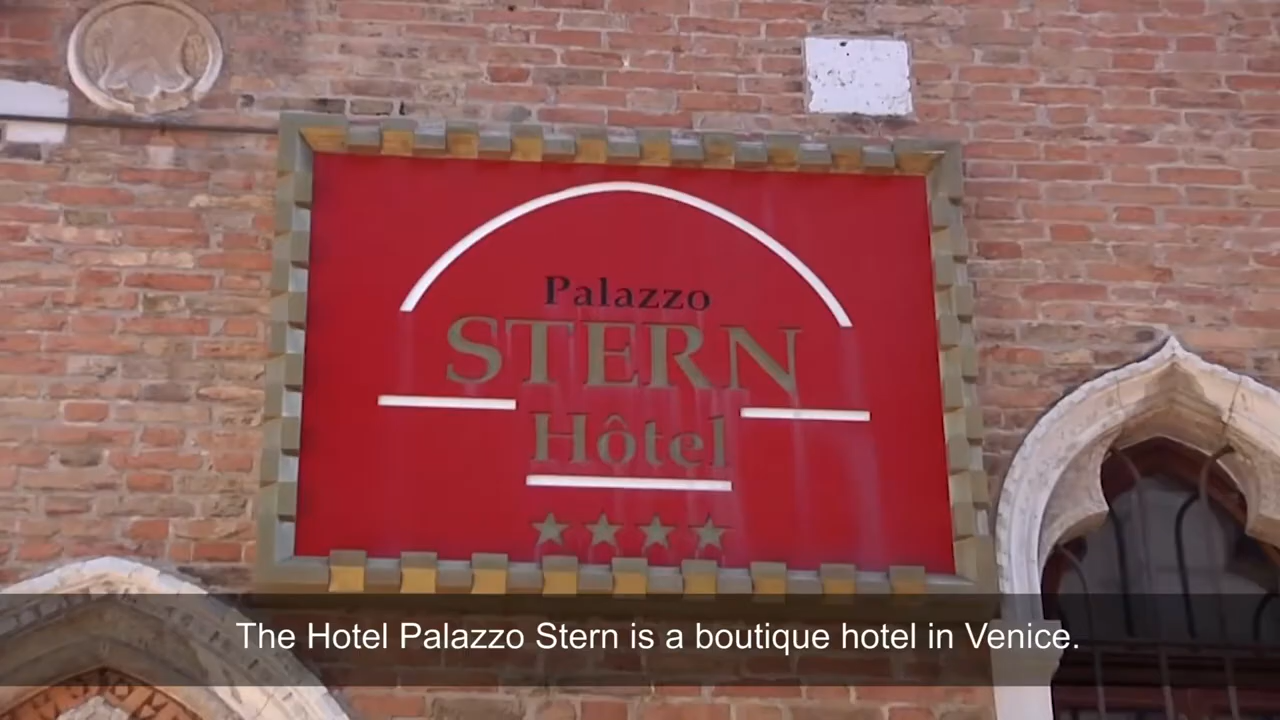 Palazzo
STERN
Hôtel
The Hotel Palazzo Stern is a boutique hotel in Venice.